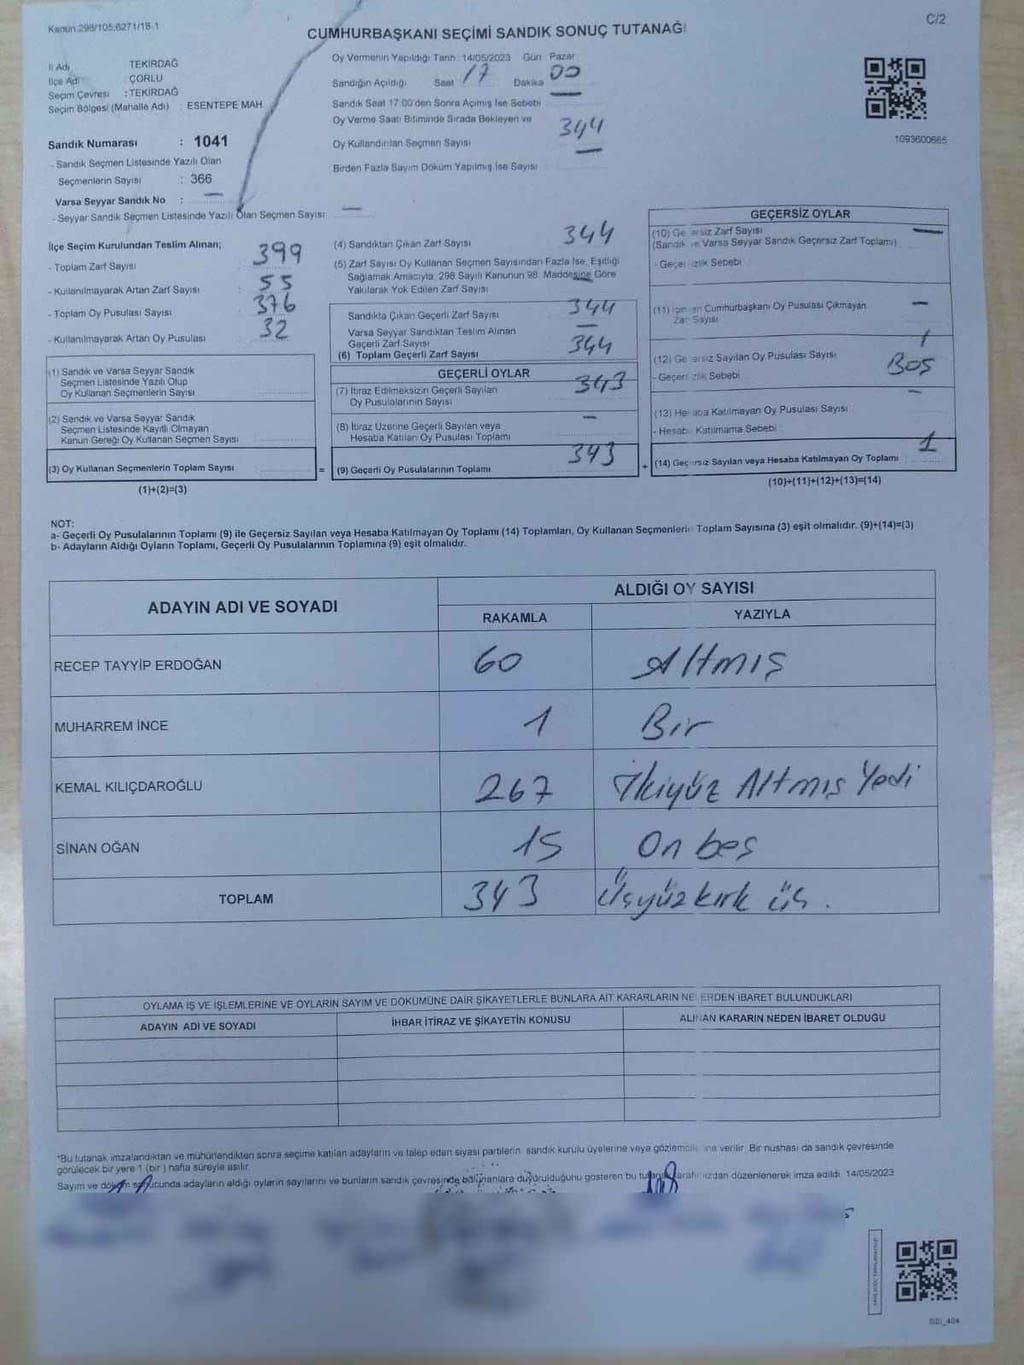 Kanun:298/105,6271/18-1
C/2
CUMHURBAŞKANI SEÇİMİ SANDIK SONUÇ TUTANAĞI
İl Adı : TEKİRDAĞ
İlçe Adı : ÇORLU
Seçim Çevresi : TEKİRDAĞ
Seçim Bölgesi (Mahalle Adı) : ESENTEPE MAH.
Sandık Numarası : 1041
- Sandık Seçmen Listesinde Yazılı Olan
Seçmenlerin Sayısı : 366
Varsa Seyyar Sandık No : —
- Seyyar Sandık Seçmen Listesinde Yazılı Olan Seçmen Sayısı: —
Oy Vermenin Yapıldığı Tarih :14/05/2023 Gün: Pazar
Sandığın Açıldığı Saat 17 Dakika 00
Sandık Saat 17:00'den Sonra Açımış İse Sebebi —
Oy Verme Saati Bitiminde Sırada Bekleyen ve
Oy Kullandırılan Seçmen Sayısı 344
Birden Fazla Sayım Döküm Yapılmış İse Sayısı —
1093600665
İlçe Seçim Kurulundan Teslim Alınan;
- Toplam Zarf Sayısı : 399
- Kullanılmayarak Artan Zarf Sayısı : 55
- Toplam Oy Pusulası Sayısı : 376
- Kullanılmayarak Artan Oy Pusulası : 32
(1) Sandık ve Varsa Seyyar Sandık
Seçmen Listesinde Yazılı Olup
Oy Kullanan Seçmenlerin Sayısı
(2) Sandık ve Varsa Seyyar Sandık
Seçmen Listesinde Kayıtlı Olmayan
Kanun Gereği Oy Kullanan Seçmen Sayısı
(3) Oy Kullanan Seçmenlerin Toplam Sayısı
(1)+(2)=(3)
(4) Sandıktan Çıkan Zarf Sayısı 344
(5) Zarf Sayısı Oy Kullanan Seçmen Sayısından Fazla İse, Eşitliği
Sağlamak Amacıyla, 298 Sayılı Kanunun 98. Maddesine Göre
Yakılarak Yok Edilen Zarf Sayısı —
Sandıkta Çıkan Geçerli Zarf Sayısı 344
Varsa Seyyar Sandıktan Teslim Alınan
Geçerli Zarf Sayısı —
(6) Toplam Geçerli Zarf Sayısı 344
GEÇERLİ OYLAR
(7) İtiraz Edilmeksizin Geçerli Sayılan
Oy Pusulalarının Sayısı 343
(8) İtiraz Üzerine Geçerli Sayılan veya
Hesaba Katılan Oy Pusulası Toplamı —
= (9) Geçerli Oy Pusulalarının Toplamı 343
GEÇERSİZ OYLAR
(10) Geçersiz Zarf Sayısı —
(Sandık ve Varsa Seyyar Sandık Geçersiz Zarf Toplamı)
- Geçersizlik Sebebi
(11) Cumhurbaşkanı Oy Pusulası Çıkmayan —
Zarf Sayısı
(12) Geçersiz Sayılan Oy Pusulası Sayısı 1
- Geçersizlik Sebebi BOŞ
(13) Hesaba Katılmayan Oy Pusulası Sayısı —
- Hesaba Katılmama Sebebi
+ (14) Geçersiz Sayılan veya Hesaba Katılmayan Oy Toplamı : 1
(10)+(11)+(12)+(13)=(14)
NOT:
a- Geçerli Oy Pusulalarının Toplamı (9) ile Geçersiz Sayılan veya Hesaba Katılmayan Oy Toplamı (14) Toplamları, Oy Kullanan Seçmenlerin Toplam Sayısına (3) eşit olmalıdır. (9)+(14)=(3)
b- Adayların Aldığı Oyların Toplamı, Geçerli Oy Pusulalarının Toplamına (9) eşit olmalıdır.
ADAYIN ADI VE SOYADI
ALDIĞI OY SAYISI
RAKAMLA YAZIYLA
RECEP TAYYİP ERDOĞAN 60 Altmış
MUHARREM İNCE 1 Bir
KEMAL KILIÇDAROĞLU 267 İkiyüz Altmış Yedi
SİNAN OĞAN 15 On beş
TOPLAM 343 Üçyüzkırk üç.
OYLAMA İŞ VE İŞLEMLERİNE VE OYLARIN SAYIM VE DÖKÜMÜNE DAİR ŞİKAYETLERLE BUNLARA AİT KARARLARIN NELERDEN İBARET BULUNDUKLARI
ADAYIN ADI VE SOYADI İHBAR İTİRAZ VE ŞİKAYETİN KONUSU ALINAN KARARIN NEDEN İBARET OLDUĞU
*Bu tutanak imzalandıktan ve mühürlendikten sonra seçime katılan adayların ve talep eden siyasi partilerin, sandık kurulu üyelerine veya gözlemcilerine verilir. Bir nüshası da sandık çevresinde
görülecek bir yere 1 (bir) hafta süreyle asılır.
Sayım ve döküm sonucunda adayların aldığı oyların sayılarını ve bunların sandık çevresinde bulunanlara duyurulduğunu gösteren bu tutanak tarafımızdan düzenlenerek imza edildi. 14/05/2023